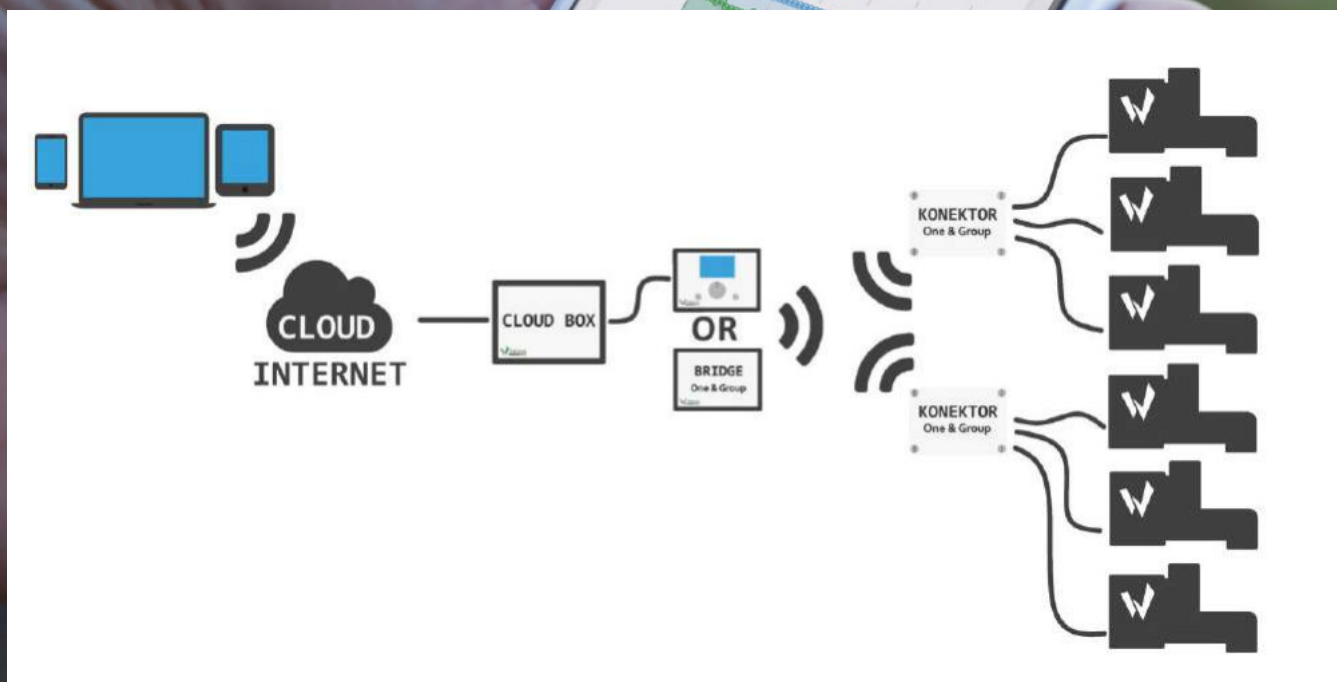 CLOUD
INTERNET
CLOUD BOX
OR
BRIDGE
One & Group
KONEKTOR
One & Group
KONEKTOR
One & Group
W
W
W
W
W
W